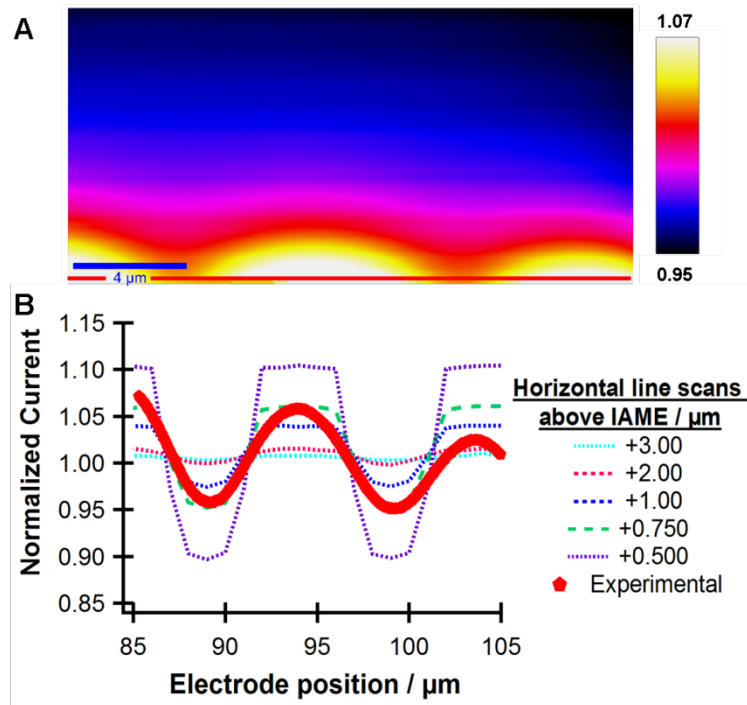 A
1.07
0.95
4 µm
B
Normalized Current
1.15
1.10
1.05
1.00
0.95
0.90
0.85
85
90
95
100
105
Electrode position / µm
Horizontal line scans
above IAME / µm
+3.00
+2.00
+1.00
+0.750
+0.500
Experimental